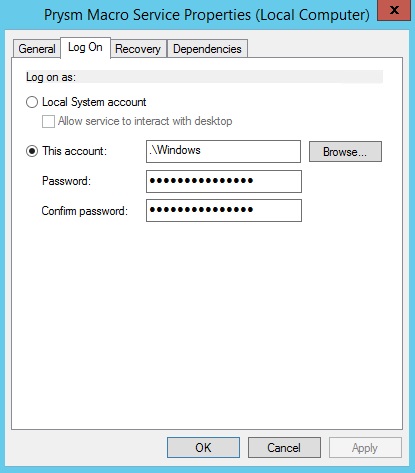 Prysm Macro Service Properties (Local Computer)
x
General Log On Recovery Dependencies
Log on as:
Local System account
Allow service to interact with desktop
This account: .\Windows Browse...
Password: •••••••••••••••
Confirm password: •••••••••••••••
OK Cancel Apply